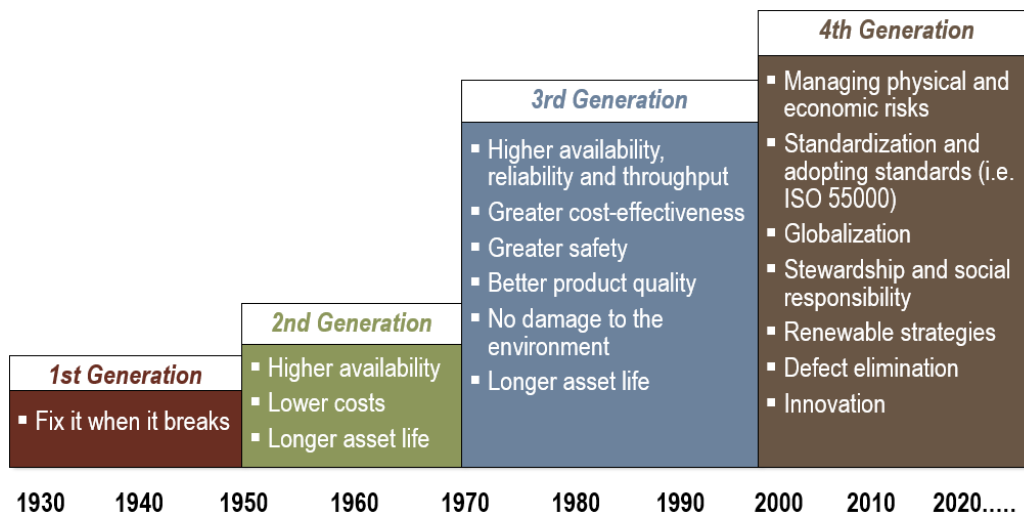 1st Generation
▪ Fix it when it breaks
2nd Generation
▪ Higher availability
▪ Lower costs
▪ Longer asset life
3rd Generation
▪ Higher availability,
reliability and throughput
▪ Greater cost-effectiveness
▪ Greater safety
▪ Better product quality
▪ No damage to the
environment
▪ Longer asset life
4th Generation
▪ Managing physical and
economic risks
▪ Standardization and
adopting standards (i.e.
ISO 55000)
▪ Globalization
▪ Stewardship and social
responsibility
▪ Renewable strategies
▪ Defect elimination
▪ Innovation
1930 1940 1950 1960 1970 1980 1990 2000 2010 2020.....